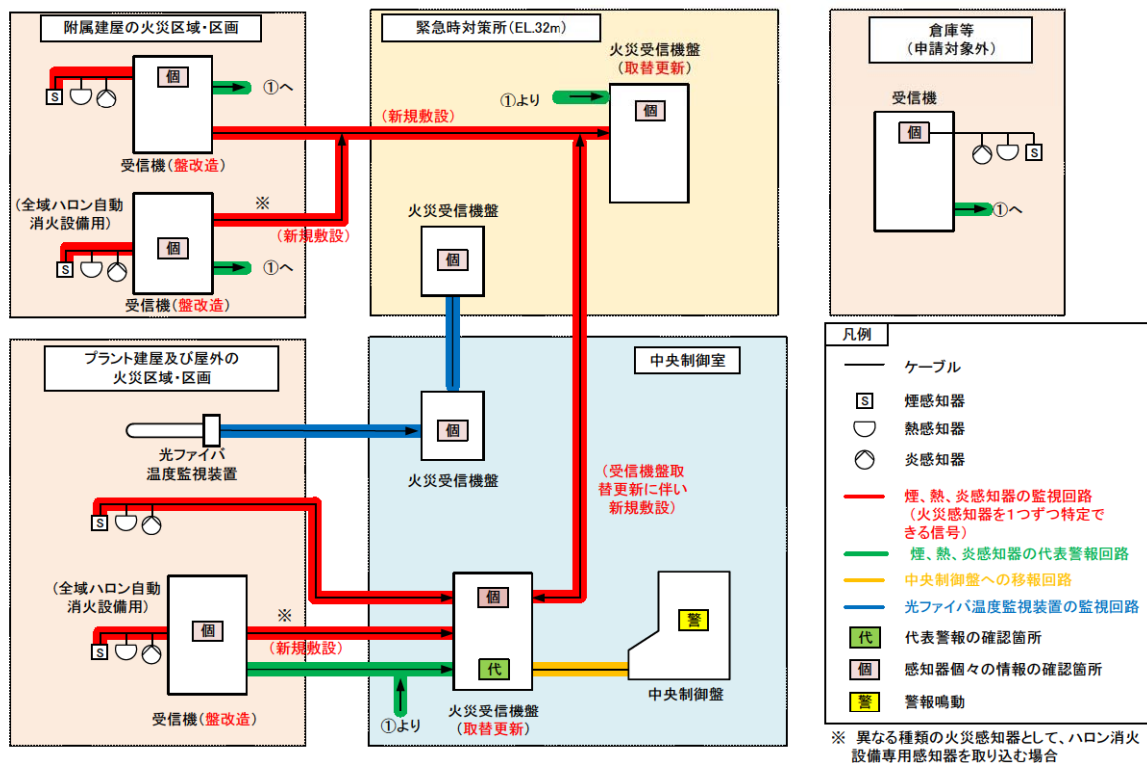 附属建屋の火災区域・区画
個
S
①へ
受信機(盤改造)
(全域ハロン自動
消火設備用)
※
(新規敷設)
個
S
①へ
受信機(盤改造)
緊急時対策所(EL.32m)
火災受信機盤
(取替更新)
①より
個
(新規敷設)
火災受信機盤
個
倉庫等
(申請対象外)
受信機
個
S
①へ
プラント建屋及び屋外の
火災区域・区画
光ファイバ
温度監視装置
S
(全域ハロン自動
消火設備用)
個
S
※
(新規敷設)
受信機(盤改造)
中央制御室
個
火災受信機盤
(受信機盤取
替更新に伴い
新規敷設)
個
代
①より
火災受信機盤
(取替更新)
警
中央制御盤
凡例
ケーブル
S 煙感知器
熱感知器
炎感知器
煙、熱、炎感知器の監視回路
(火災感知器を1つずつ特定で
きる信号)
煙、熱、炎感知器の代表警報回路
中央制御盤への移報回路
光ファイバ温度監視装置の監視回路
代 代表警報の確認箇所
個 感知器個々の情報の確認箇所
警 警報鳴動
※ 異なる種類の火災感知器として、ハロン消火
設備専用感知器を取り込む場合